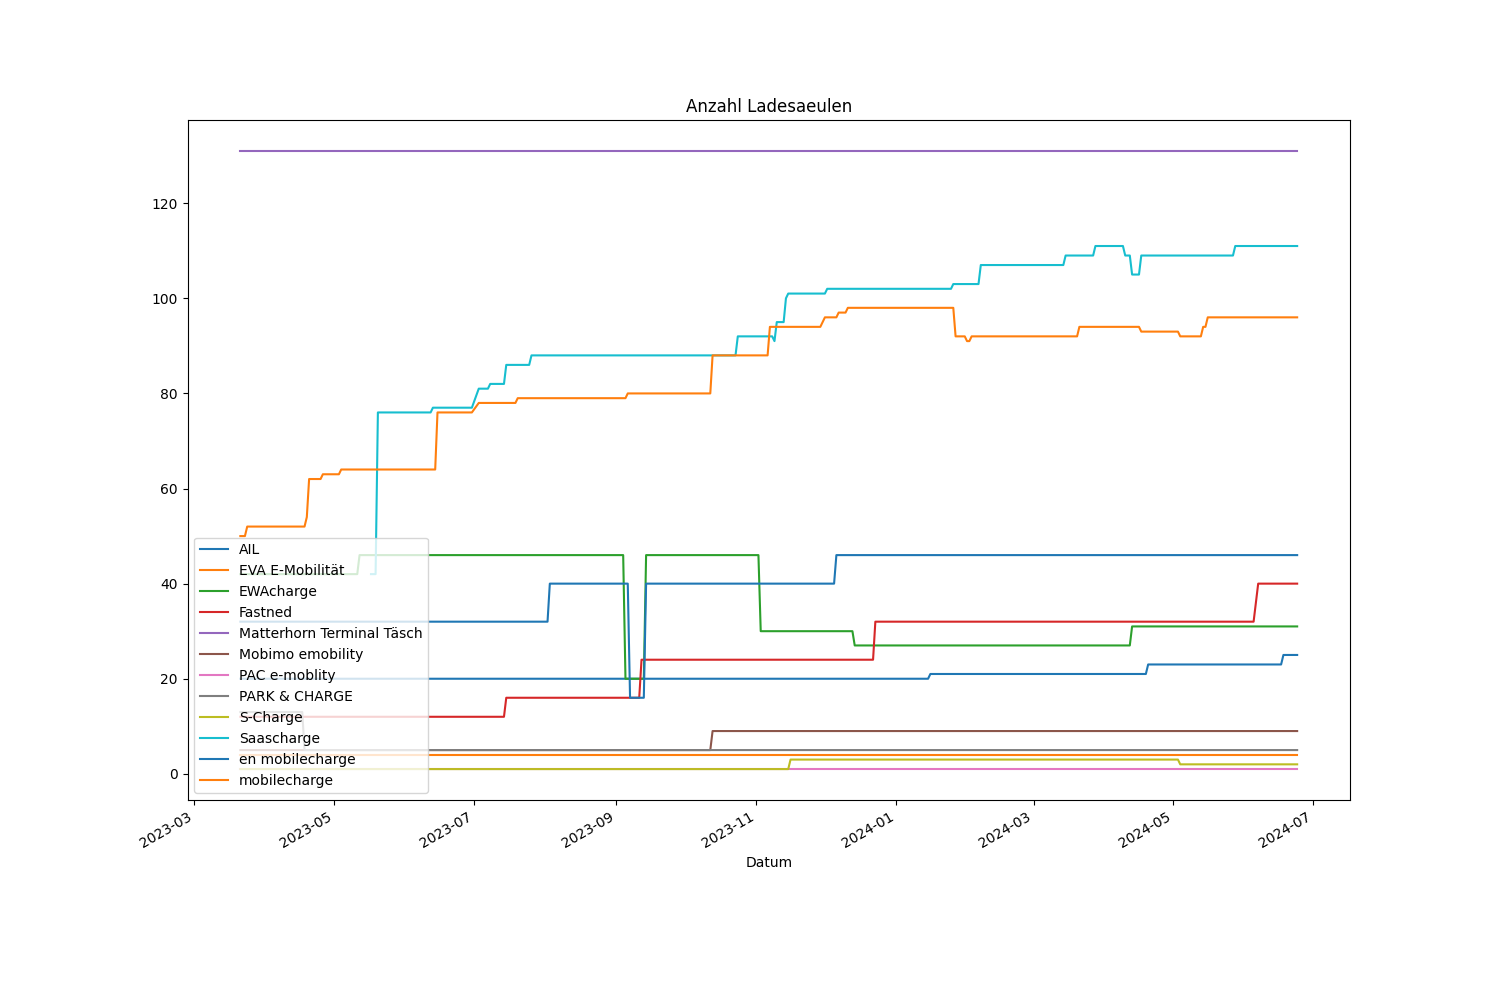 Anzahl Ladesaeulen
120
100
80
60
40
20
0
AIL
EVA E-Mobilität
EWAcharge
Fastned
Matterhorn Terminal Täsch
Mobimo emobility
PAC e-moblity
PARK & CHARGE
S-Charge
Saascharge
en mobilecharge
mobilecharge
2023-03
2023-05
2023-07
2023-09
2023-11
2024-01
2024-03
2024-05
2024-07
Datum